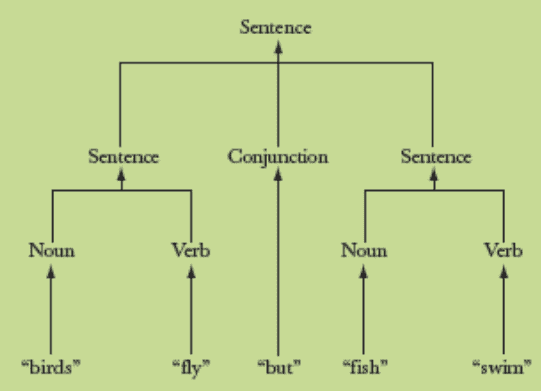 Sentence
Sentence Conjunction Sentence
Noun Verb Noun Verb
“birds” “fly” “but” “fish” “swim”